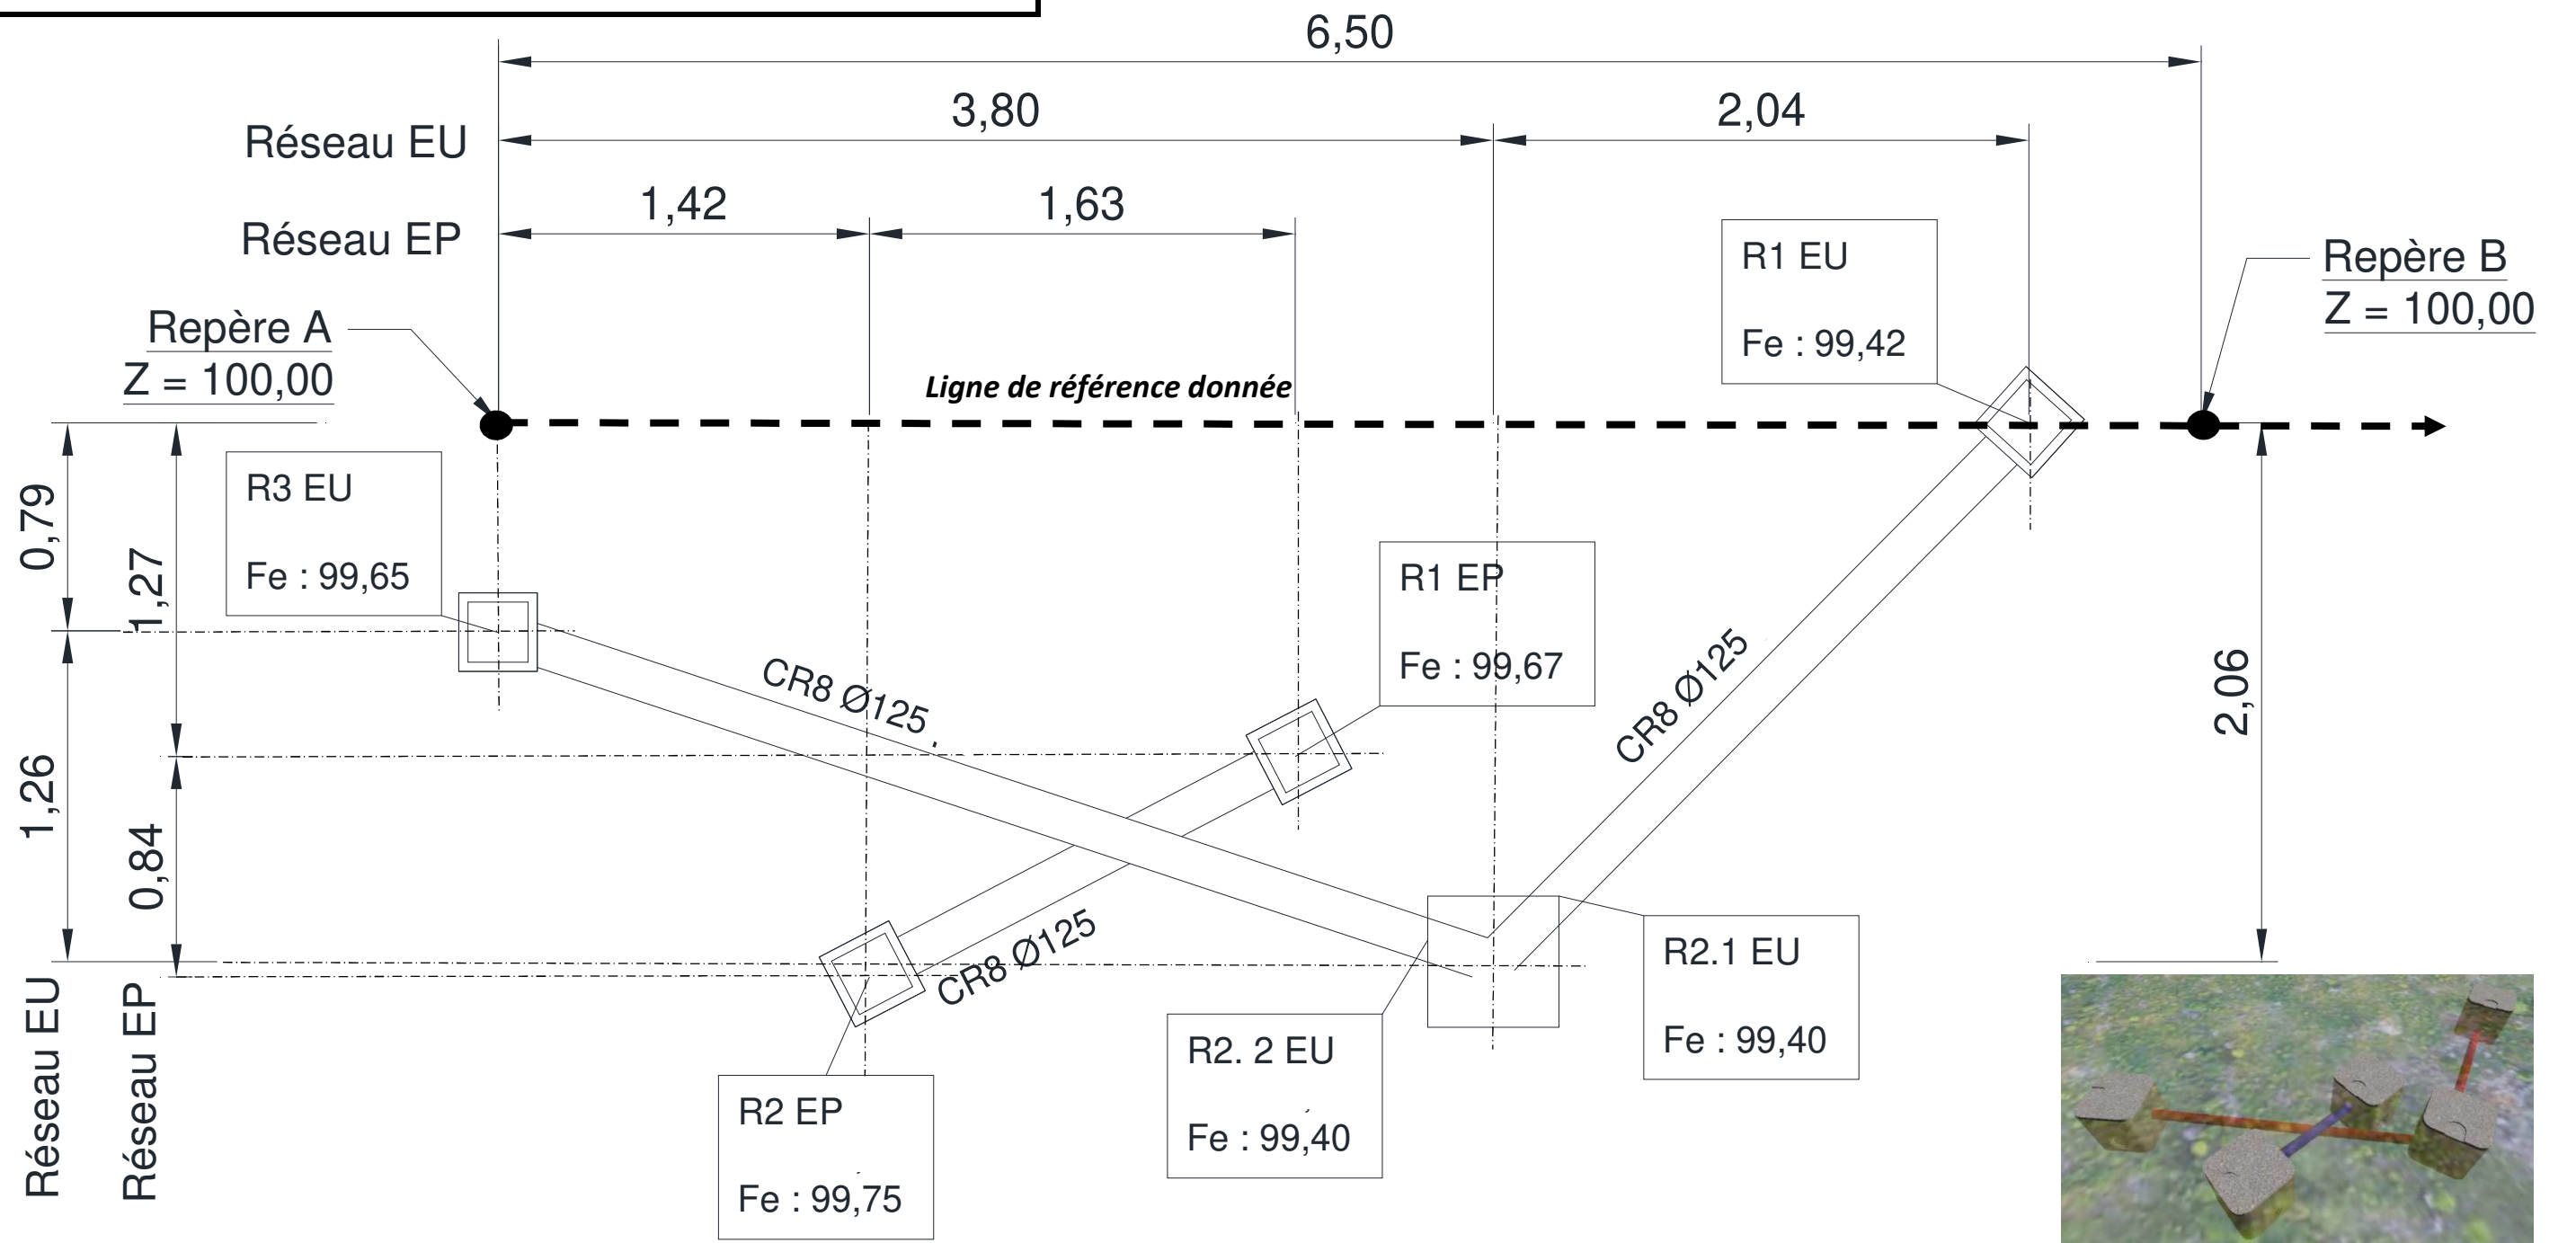 6,50
3,80
2,04
Réseau EU
1,42
1,63
Réseau EP
R1 EU
Fe : 99,42
Repère B
Z = 100,00
Repère A
Z = 100,00
Ligne de référence donnée
0,79
1,27
R3 EU
Fe : 99,65
R1 EP
Fe : 99,67
CR8 Ø125
CR8 Ø125
2,06
1,26
0,84
CR8 Ø125
R2.1 EU
Fe : 99,40
R2. 2 EU
Fe : 99,40
R2 EP
Fe : 99,75
Réseau EU
Réseau EP